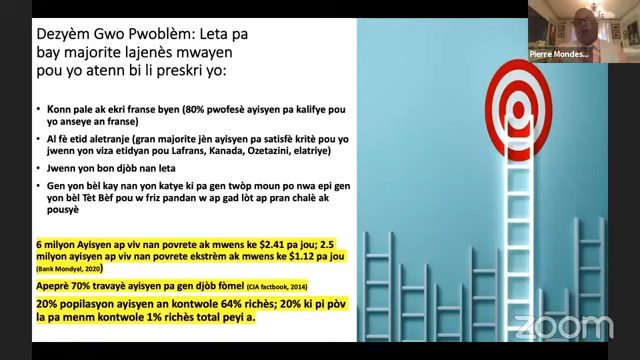 Dezyèm Gwo Pwoblèm: Leta pa
bay majorite lajenès mwayen
pou yo atenn bi li preskri yo:
• Konn pale ak ekri franse byen (80% pwofesè ayisyen pa kalifye pou
yo anseye an franse)
• Al fè etid aletranje (gran majorite jèn ayisyen pa satisfè kritè pou yo
jwenn yon viza etidyan pou Lafrans, Kanada, Ozetazini, elatriye)
• Jwenn yon bon djòb nan leta
• Gen yon bèl kay nan yon katye ki pa gen twòp moun po nwa epi gen
yon bèl Tèt Bèf pou w friz pandan w ap gad lòt ap pran chalè ak
pousyè
6 milyon Ayisyen ap viv nan povrete ak mwens ke $2.41 pa jou; 2.5
milyon ayisyen ap viv nan povrete ekstrèm ak mwens ke $1.12 pa jou
(Bank Mondyal, 2020)
Apeprè 70% travayè ayisyen pa gen djòb fòmel (CIA factbook, 2014)
20% popilasyon ayisyen an kontwole 64% richès; 20% ki pi pòv
la pa menm kontwole 1% richès total peyi a.
Pierre Mondes...
zoom